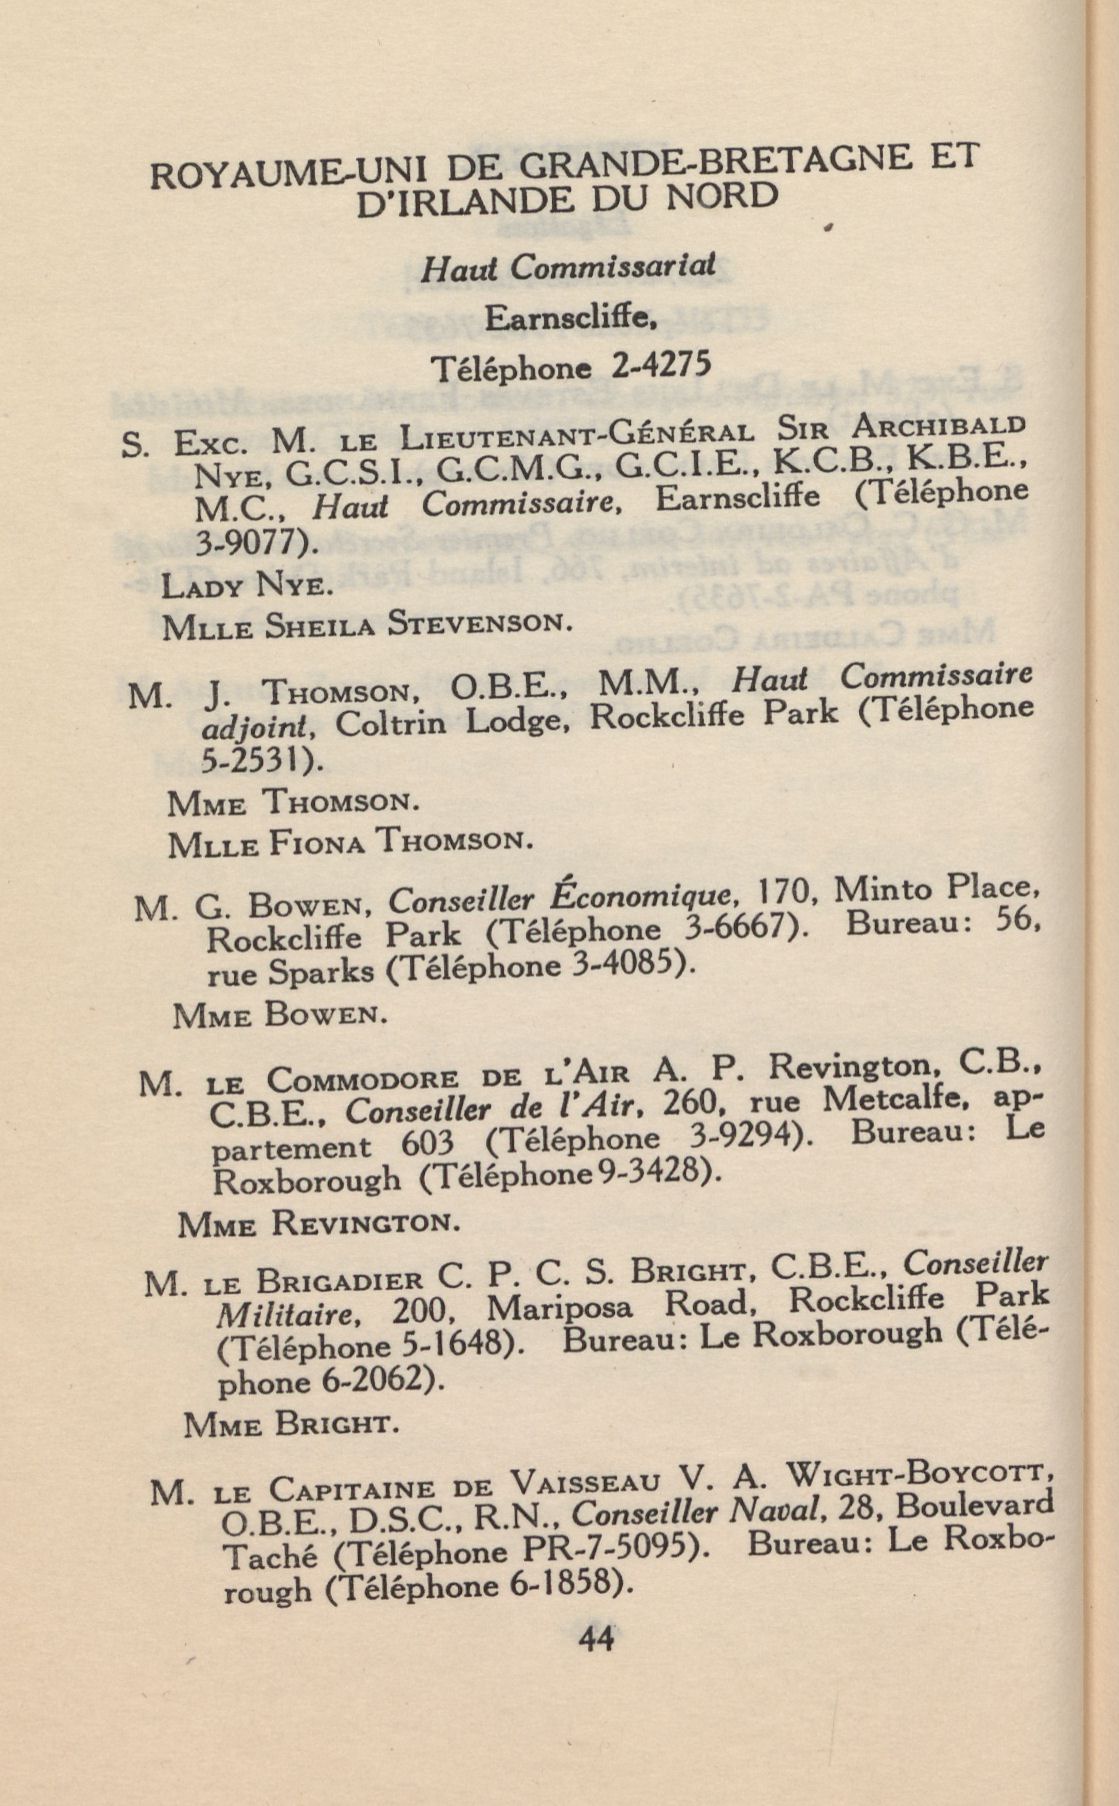 ROYAUME-UNI DE GRANDE-BRETAGNE ET
D'IRLANDE DU NORD
Haut Commissariat
Earnscliffe,
Téléphone 2-4275
S. Exc. M. le Lieutenant-Général Sir Archibald
Nye, G.C.S.I., G.C.M.G., G.C.I.E., K.C.B., K.B.E.,
M.C., Haut Commissaire, Earnscliffe (Téléphone
3-9077).
Lady Nye.
Mlle Sheila Stevenson.
M. J. Thomson, O.B.E., M.M., Haut Commissaire
adjoint, Coltrin Lodge, Rockcliffe Park (Téléphone
5-2531).
Mme Thomson.
Mlle Fiona Thomson.
M. G. Bowen, Conseiller Économique, 170, Minto Place,
Rockcliffe Park (Téléphone 3-6667). Bureau: 56,
rue Sparks (Téléphone 3-4085).
Mme Bowen.
M. le Commodore de l'Air A. P. Revington, C.B.,
C.B.E., Conseiller de l'Air, 260, rue Metcalfe, ap-
partement 603 (Téléphone 3-9294). Bureau: Le
Roxborough (Téléphone 9-3428).
Mme Revington.
M. le Brigadier C. P. C. S. Bright, C.B.E., Conseiller
Militaire, 200, Mariposa Road, Rockcliffe Park
(Téléphone 5-1648). Bureau: Le Roxborough (Télé-
phone 6-2062).
Mme Bright.
M. le Capitaine de Vaisseau V. A. Wight-Boycott,
O.B.E., D.S.C., R.N., Conseiller Naval, 28, Boulevard
Taché (Téléphone PR-7-5095). Bureau: Le Roxbo-
rough (Téléphone 6-1858).
44